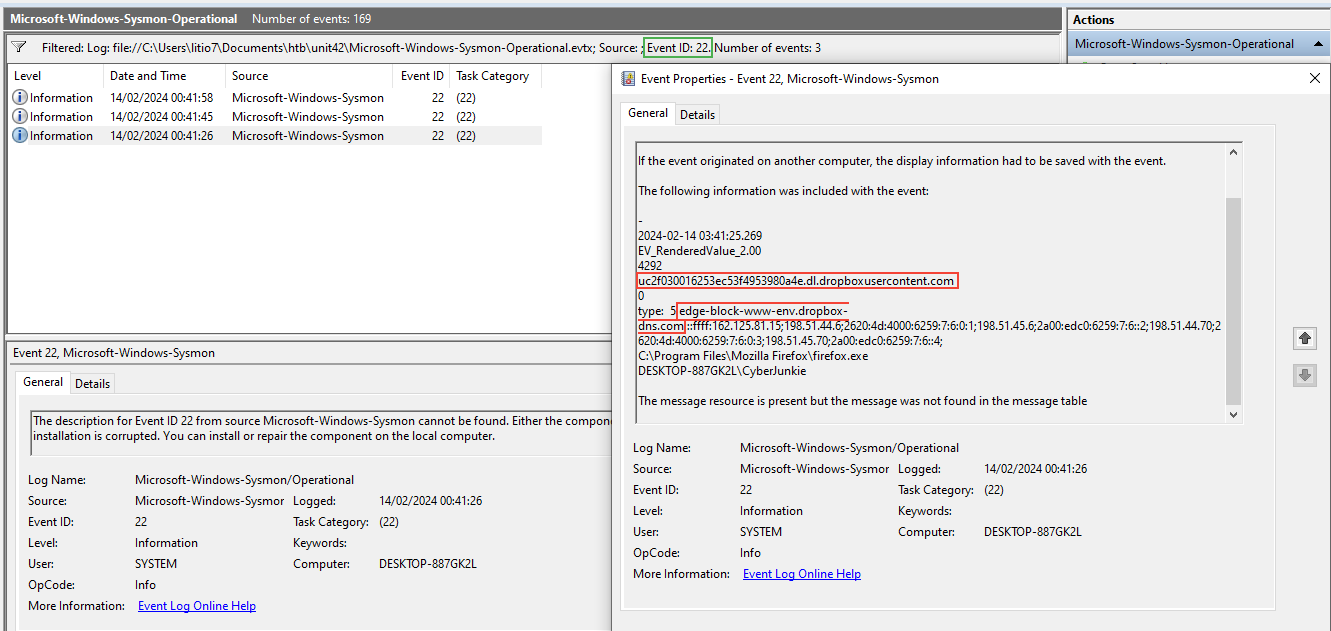 Microsoft-Windows-Sysmon-Operational Number of events: 169
Actions
Filtered: Log: file://C:\Users\litio7\Documents\htb\unit42\Microsoft-Windows-Sysmon-Operational.evtx; Source: ; Event ID: 22. Number of events: 3
Microsoft-Windows-Sysmon-Operational
Level Date and Time Source Event ID Task Category
Information 14/02/2024 00:41:58 Microsoft-Windows-Sysmon 22 (22)
Information 14/02/2024 00:41:45 Microsoft-Windows-Sysmon 22 (22)
Information 14/02/2024 00:41:26 Microsoft-Windows-Sysmon 22 (22)
Event 22, Microsoft-Windows-Sysmon
General Details
The description for Event ID 22 from source Microsoft-Windows-Sysmon cannot be found. Either the compon
installation is corrupted. You can install or repair the component on the local computer.
Log Name: Microsoft-Windows-Sysmon/Operational
Source: Microsoft-Windows-Sysmor Logged: 14/02/2024 00:41:26
Event ID: 22 Task Category: (22)
Level: Information Keywords:
User: SYSTEM Computer: DESKTOP-887GK2L
OpCode: Info
More Information: Event Log Online Help
Event Properties - Event 22, Microsoft-Windows-Sysmon
General Details
If the event originated on another computer, the display information had to be saved with the event.
The following information was included with the event:
-
2024-02-14 03:41:25.269
EV_RenderedValue_2.00
4292
uc2f030016253ec53f4953980a4e.dl.dropboxusercontent.com
0
type: 5 edge-block-www-env.dropbox-
dns.com;::ffff:162.125.81.15;198.51.44.6;2620:4d:4000:6259:7:6:0:1;198.51.45.6;2a00:edc0:6259:7:6::2;198.51.44.70;2
620:4d:4000:6259:7:6:0:3;198.51.45.70;2a00:edc0:6259:7:6::4;
C:\Program Files\Mozilla Firefox\firefox.exe
DESKTOP-887GK2L\CyberJunkie
The message resource is present but the message was not found in the message table
Log Name: Microsoft-Windows-Sysmon/Operational
Source: Microsoft-Windows-Sysmor Logged: 14/02/2024 00:41:26
Event ID: 22 Task Category: (22)
Level: Information Keywords:
User: SYSTEM Computer: DESKTOP-887GK2L
OpCode: Info
More Information: Event Log Online Help